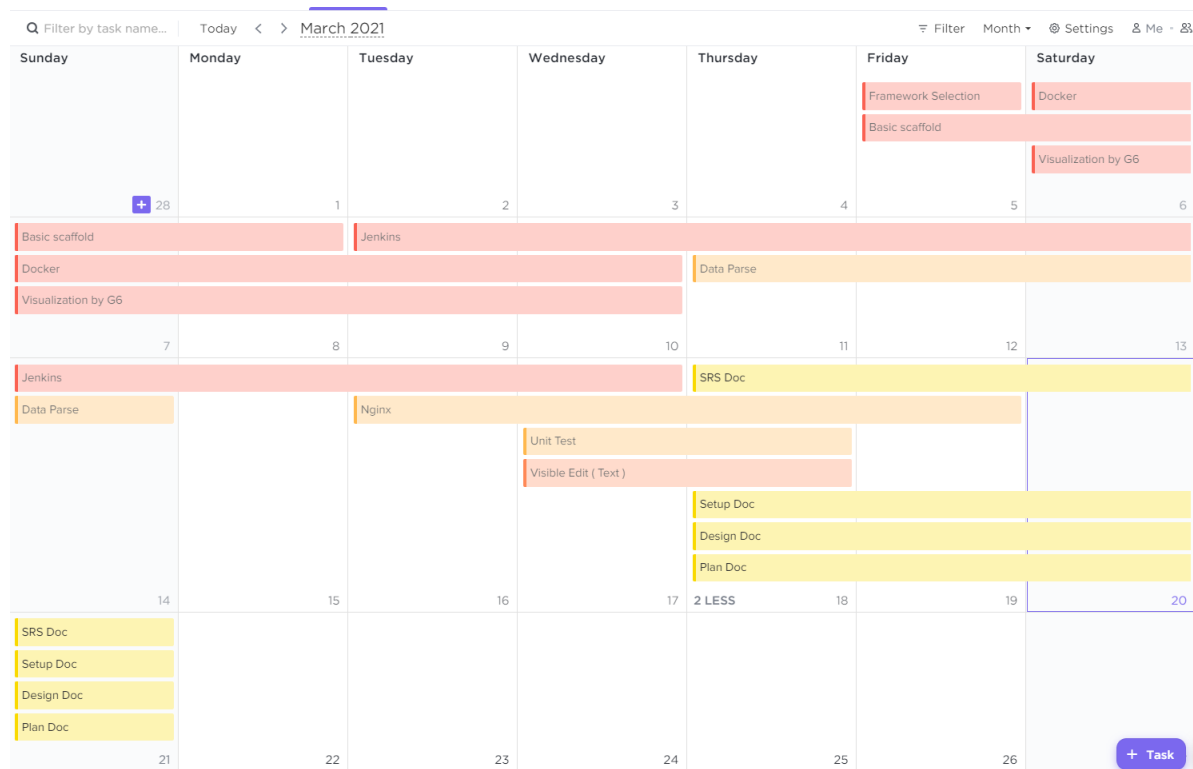 Filter by task name... Today March 2021 Filter Month Settings Me
Sunday Monday Tuesday Wednesday Thursday Friday Saturday
Framework Selection Docker
Basic scaffold
Visualization by G6
28 1 2 3 4 5 6
Basic scaffold Jenkins
Docker Data Parse
Visualization by G6
7 8 9 10 11 12 13
Jenkins SRS Doc
Data Parse Nginx
Unit Test
Visible Edit ( Text )
Setup Doc
Design Doc
Plan Doc
14 15 16 17 2 LESS 18 19 20
SRS Doc
Setup Doc
Design Doc
Plan Doc
21 22 23 24 25 26 + Task